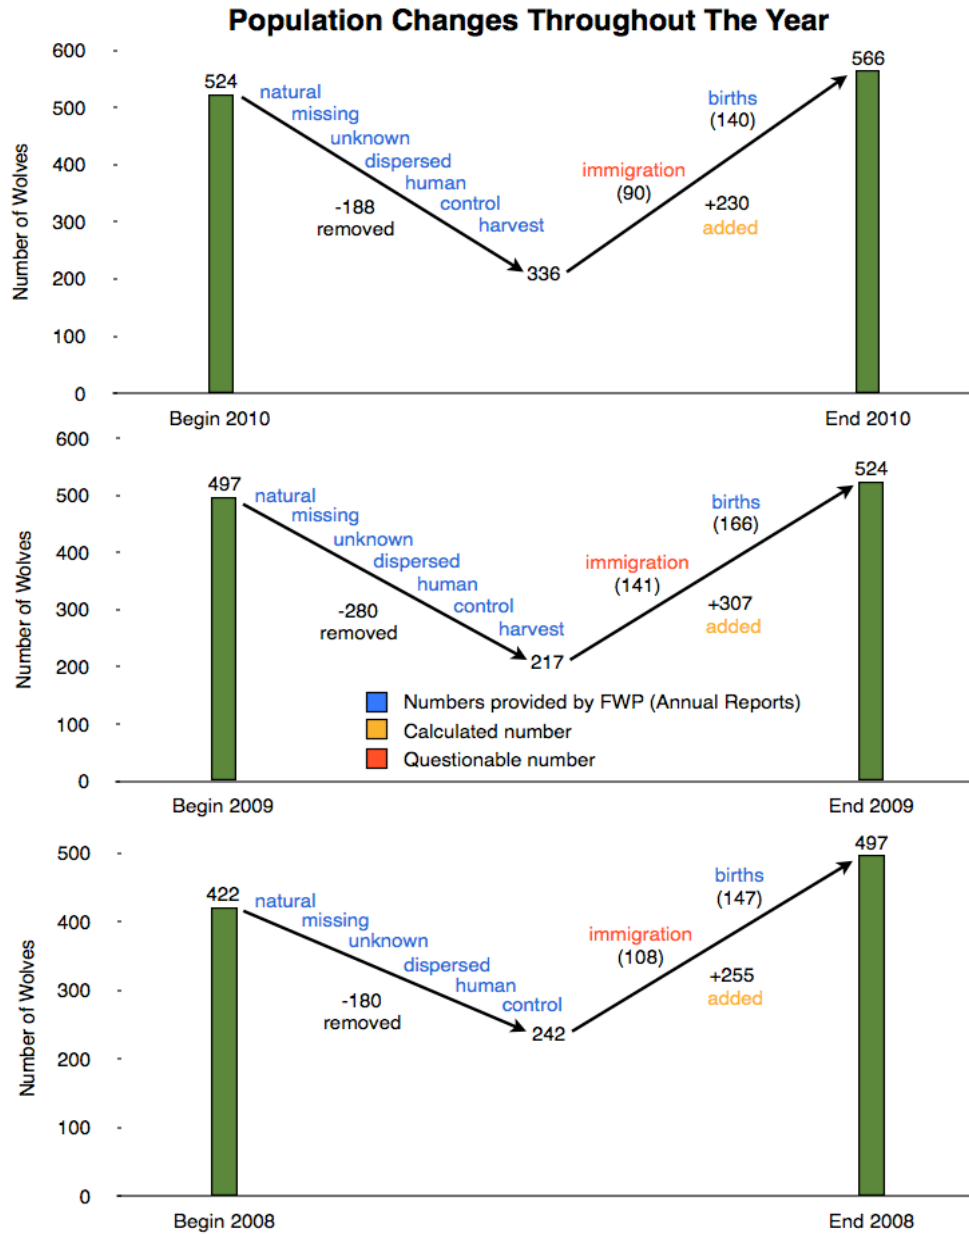 Population Changes Throughout The Year
Number of Wolves
600
500
400
300
200
100
0
524
natural
missing
unknown
dispersed
human
control
harvest
-188
removed
336
immigration
(90)
births
(140)
+230
added
566
Begin 2010
End 2010
Number of Wolves
600
500
400
300
200
100
0
497
natural
missing
unknown
dispersed
human
control
harvest
-280
removed
217
immigration
(141)
births
(166)
+307
added
524
Numbers provided by FWP (Annual Reports)
Calculated number
Questionable number
Begin 2009
End 2009
Number of Wolves
500
400
300
200
100
0
422
natural
missing
unknown
dispersed
human
control
-180
removed
242
immigration
(108)
births
(147)
+255
added
497
Begin 2008
End 2008